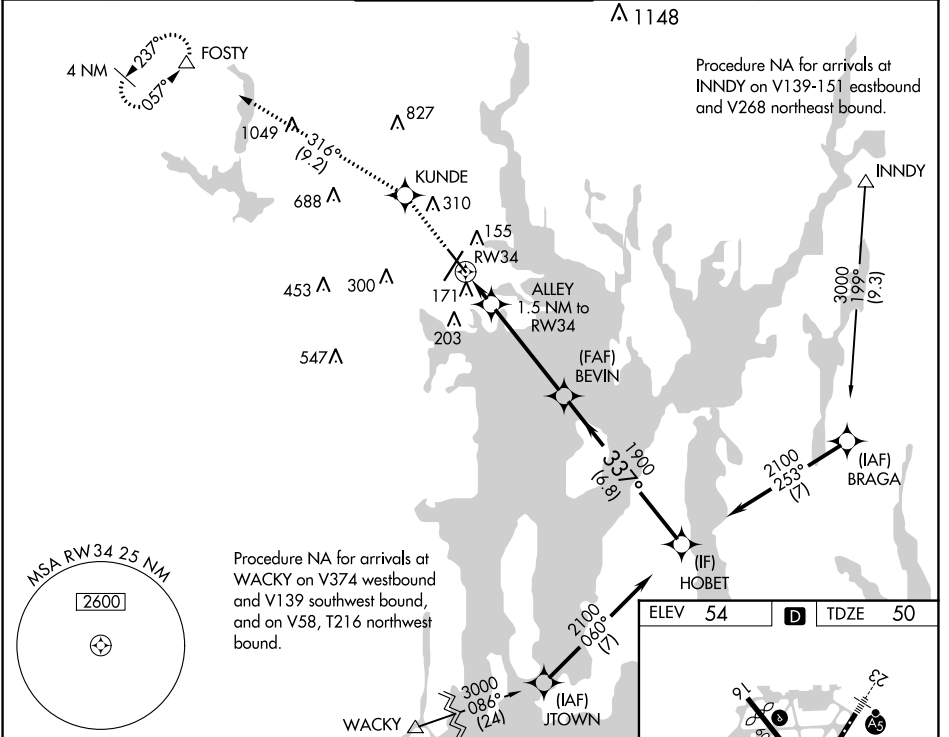 1148
FOSTY
237°
057°
4 NM
Procedure NA for arrivals at
INNDY on V139-151 eastbound
and V268 northeast bound.
1049
827
316°
(9.2)
KUNDE
INNDY
688
310
155
RW34
3000
199°
(9.3)
453
300
171
ALLEY
1.5 NM to
RW34
203
547
(FAF)
BEVIN
1900
337°
(6.8)
2100
253°
(7)
(IAF)
BRAGA
MSA RW34 25 NM
2600
Procedure NA for arrivals at
WACKY on V374 westbound
and V139 southwest bound,
and on V58, T216 northwest
bound.
(IF)
HOBET
2100
060°
(7)
ELEV 54
D
TDZE 50
3000
086°
(24)
WACKY
(IAF)
JTOWN
16
23
A5